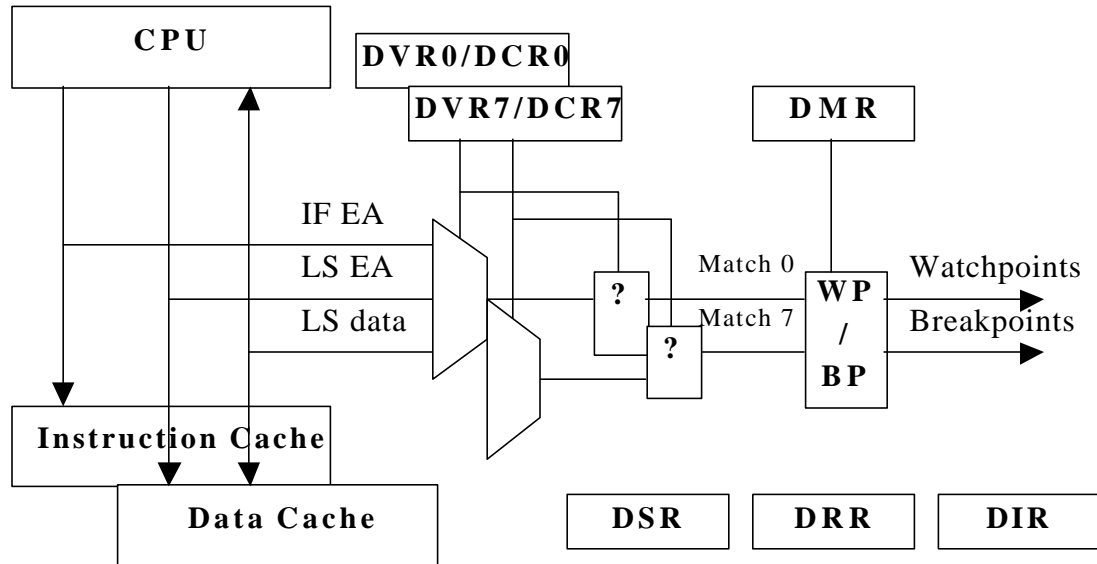 CPU
DVR0/DCR0
DVR7/DCR7
DMR
IF EA
LS EA
LS data
Match 0
Match 7
?
?
WP
/
BP
Watchpoints
Breakpoints
Instruction Cache
Data Cache
DSR
DRR
DIR